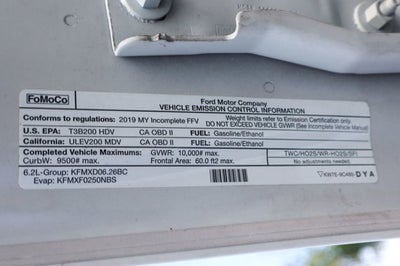 FoMoCo
Ford Motor Company
VEHICLE EMISSION CONTROL INFORMATION
Conforms to regulations: 2019 MY Incomplete FFV
Weight limits refer to Emission Certification only.
DO NOT EXCEED VEHICLE GVWR (See Incomplete Vehicle Manual)
U.S. EPA: T3B200 HDV CA OBD II FUEL: Gasoline/Ethanol
California: ULEV200 MDV CA OBD II FUEL: Gasoline/Ethanol
Completed Vehicle Maximums: GVWR: 10,000# max.
CurbW: 9500# max. Frontal Area: 60.0 ft2 max.
TWC/HO2S/WR-HO2S/SFI
No adjustments needed.
6.2L-Group: KFMXD06.26BC
Evap: KFMXF0250NBS
DYA